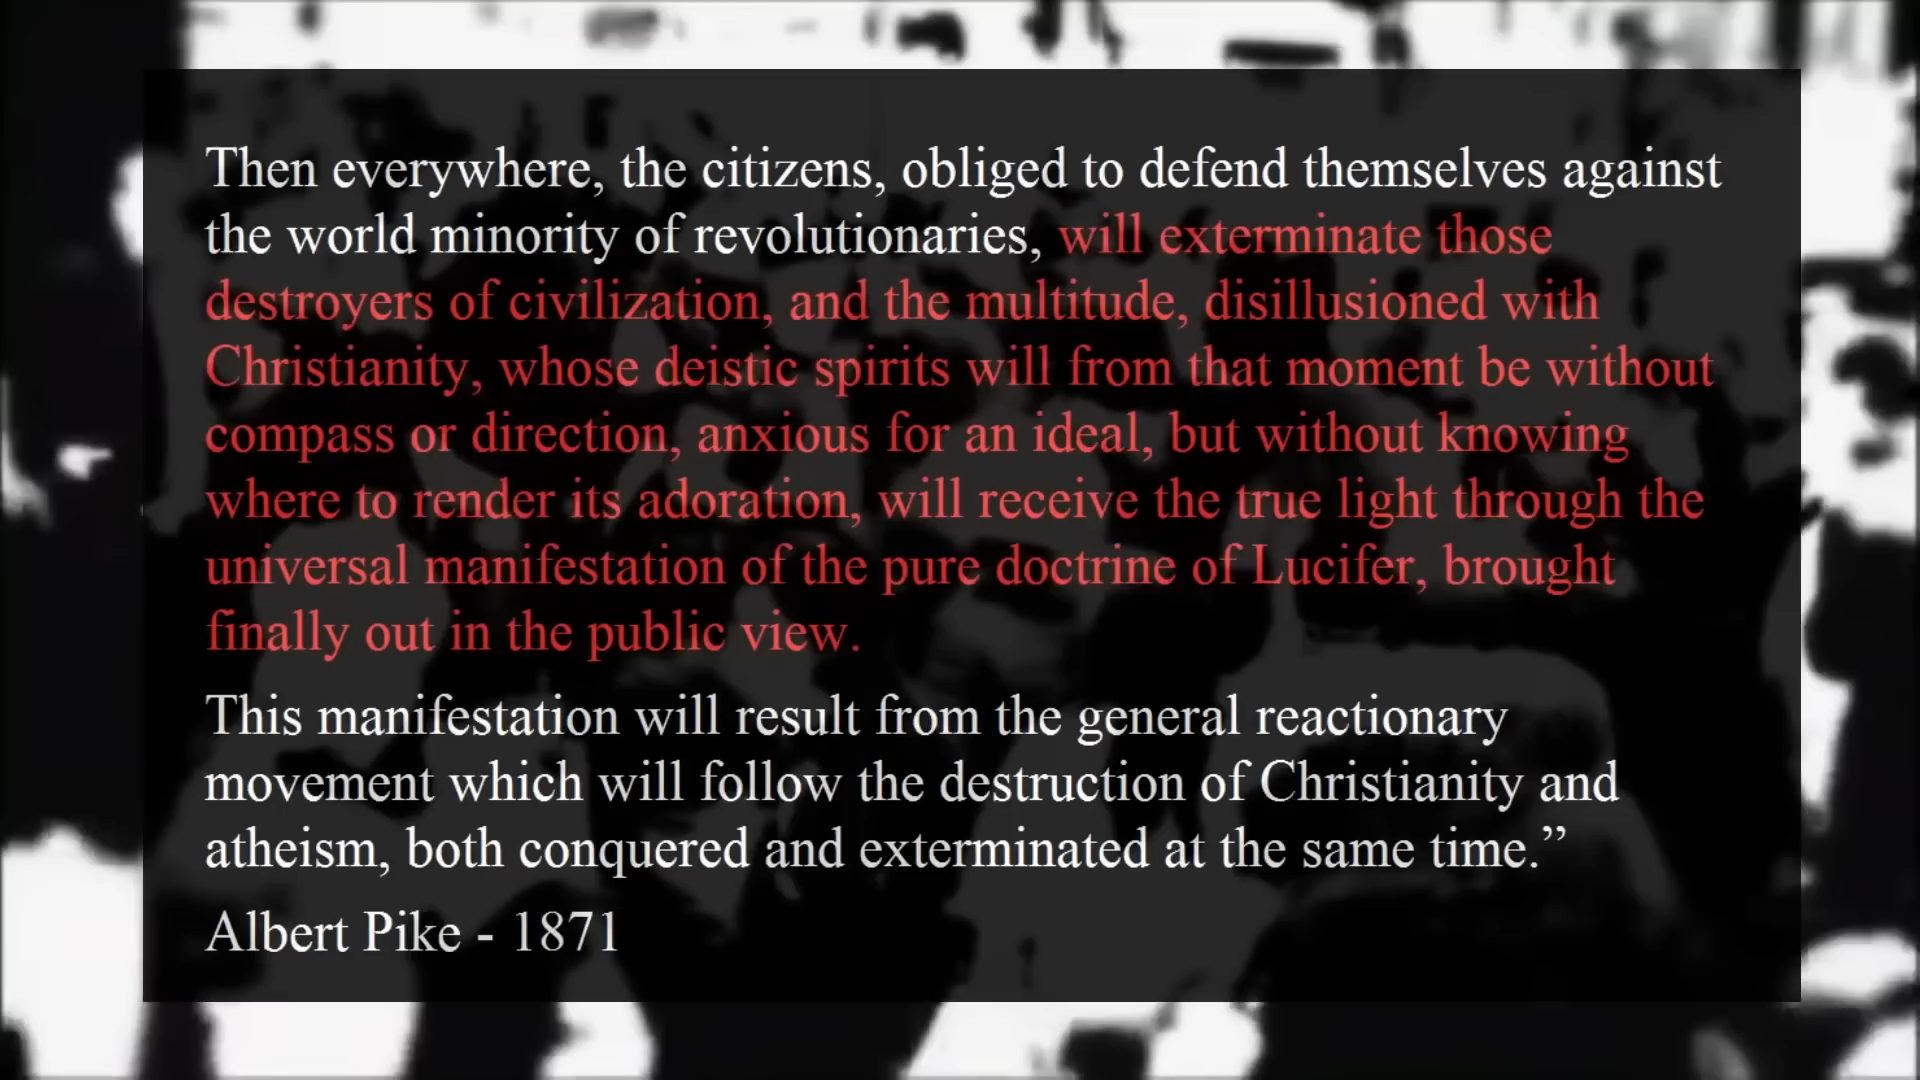 Then everywhere, the citizens, obliged to defend themselves against
the world minority of revolutionaries, will exterminate those
destroyers of civilization, and the multitude, disillusioned with
Christianity, whose deistic spirits will from that moment be without
compass or direction, anxious for an ideal, but without knowing
where to render its adoration, will receive the true light through the
universal manifestation of the pure doctrine of Lucifer, brought
finally out in the public view.
This manifestation will result from the general reactionary
movement which will follow the destruction of Christianity and
atheism, both conquered and exterminated at the same time.”
Albert Pike - 1871